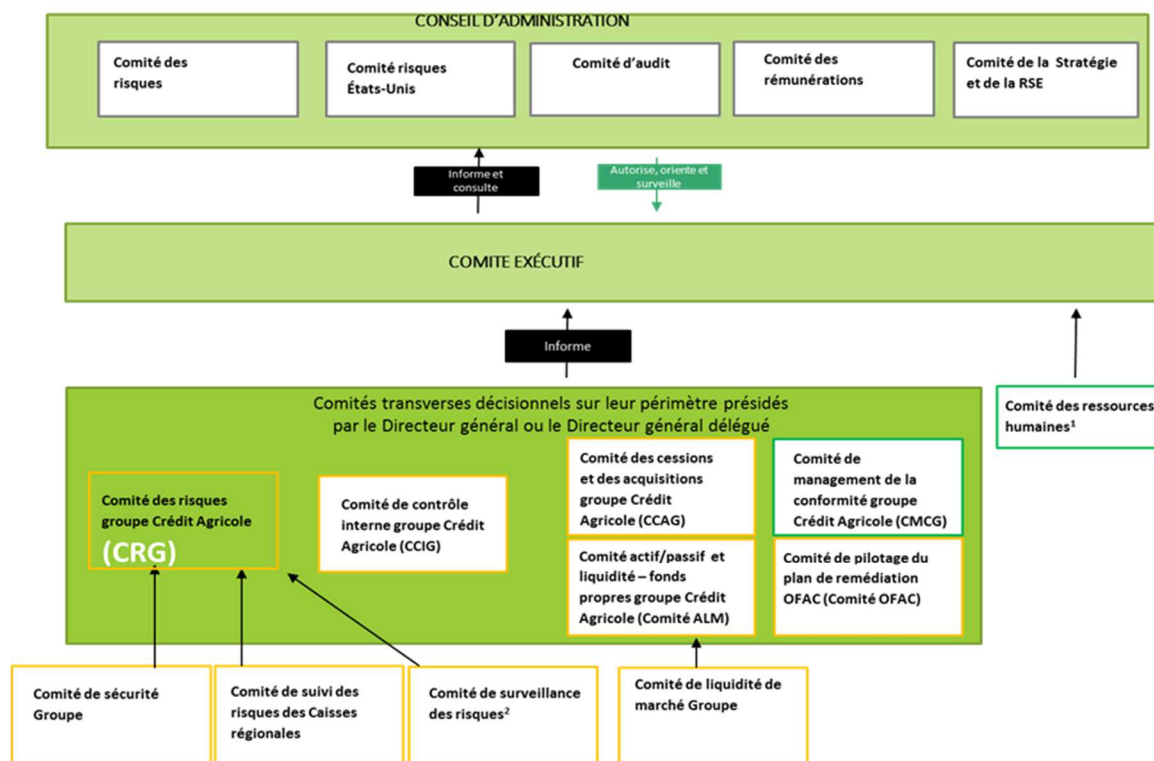 CONSEIL D'ADMINISTRATION
Comité des
risques
Comité risques
États-Unis
Comité d'audit
Comité des
rémunérations
Comité de la Stratégie
et de la RSE
Informe et
consulte
Autorise, oriente et
surveille
COMITE EXÉCUTIF
Informe
Comités transverses décisionnels sur leur périmètre présidés
par le Directeur général ou le Directeur général délégué
Comité des ressources
humaines¹
Comité des risques
groupe Crédit Agricole
(CRG)
Comité de contrôle
interne groupe Crédit
Agricole (CCIG)
Comité des cessions
et des acquisitions
groupe Crédit
Agricole (CCAG)
Comité de
management de la
conformité groupe
Crédit Agricole (CMCG)
Comité actif/passif et
liquidité – fonds
propres groupe Crédit
Agricole (Comité ALM)
Comité de pilotage du
plan de remédiation
OFAC (Comité OFAC)
Comité de sécurité
Groupe
Comité de suivi des
risques des Caisses
régionales
Comité de surveillance
des risques²
Comité de liquidité de
marché Groupe